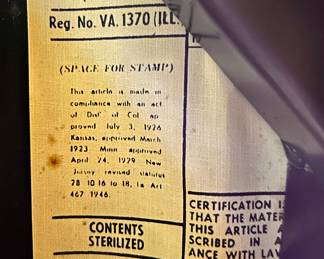 Reg. No. VA. 1370 (ILL.
(SPACE FOR STAMP)
This article is made in
compliance with an act
of Dist of Col ap
proved July 3, 1926
Kansas, approved March
1923 Minn approved
April 24, 1929 New
Jersey revised statutes
78 10 16 to 18, in Art
467 1946.
CONTENTS
STERILIZED
CERTIFICATION I
THAT THE MATER
THIS ARTICLE A
SCRIBED IN A
ANCE WITH LAW